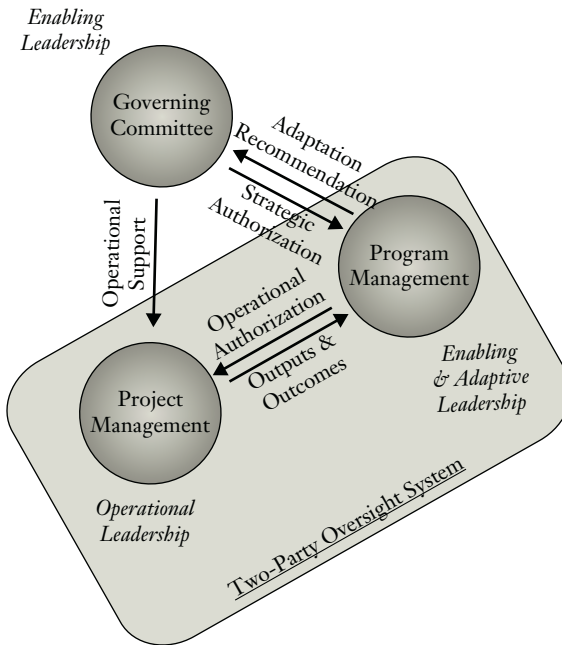 Enabling
Leadership
Governing
Committee
Adaptation
Recommendation
Strategic
Authorization
Operational
Support
Program
Management
Operational
Authorization
Outputs &
Outcomes
Enabling
& Adaptive
Leadership
Project
Management
Operational
Leadership
Two-Party Oversight System